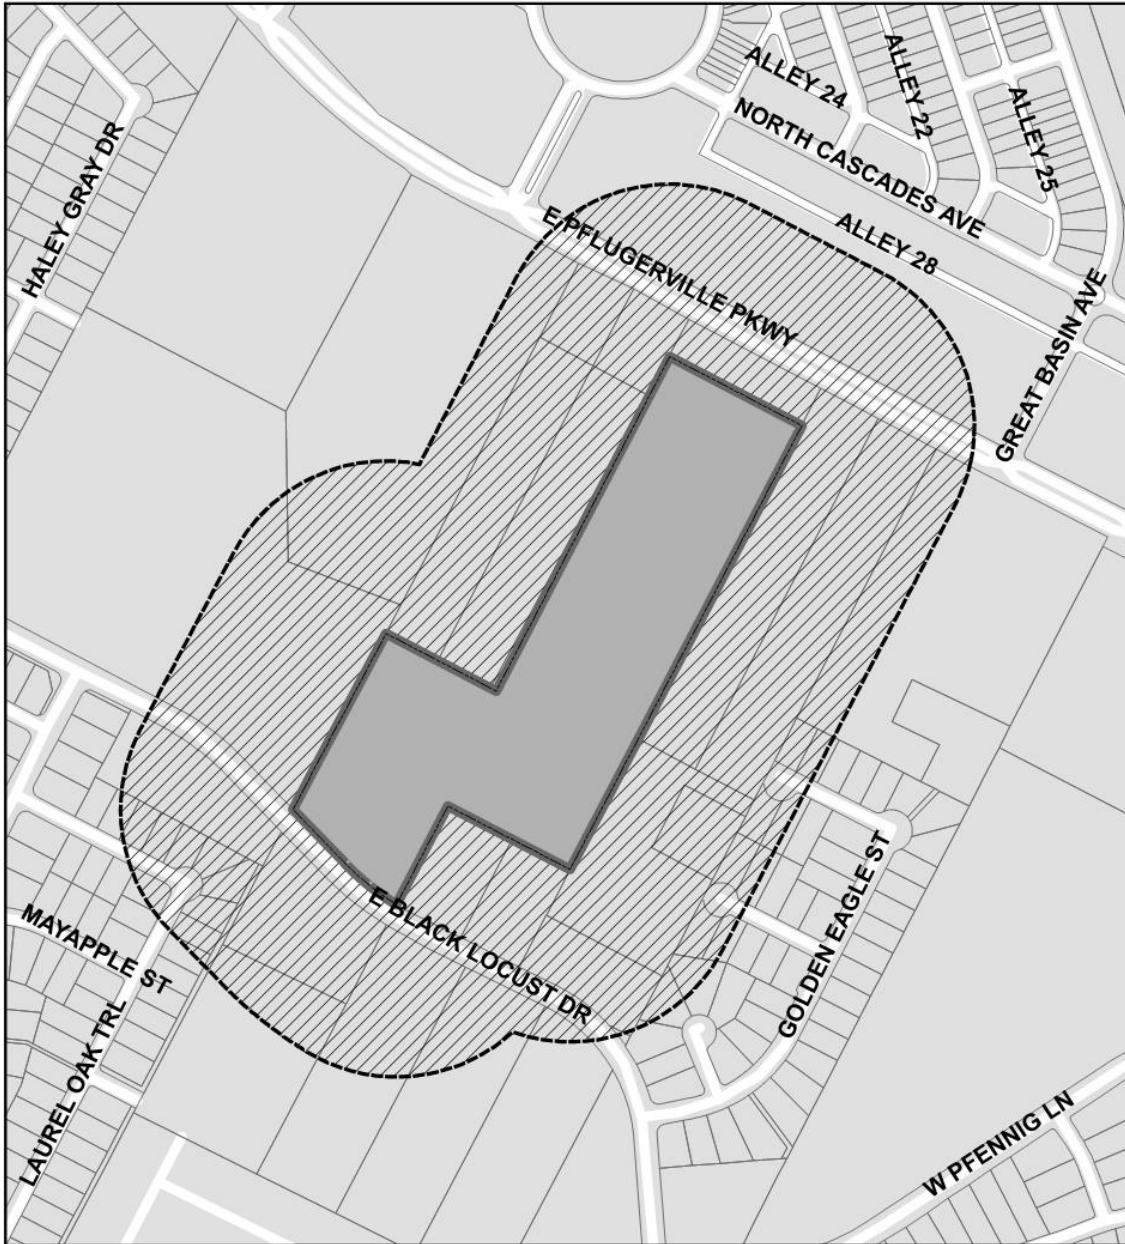 ALLEY 24
ALLEY 22
ALLEY 25
NORTH CASCADES AVE
HALEY GRAY DR
ALLEY 28
E PFLUGERVILLE PKWY
GREAT BASIN AVE
E BLACK LOCUST DR
MAYAPPLE ST
GOLDEN EAGLE ST
LAUREL OAK TRL
W PFENNIG LN